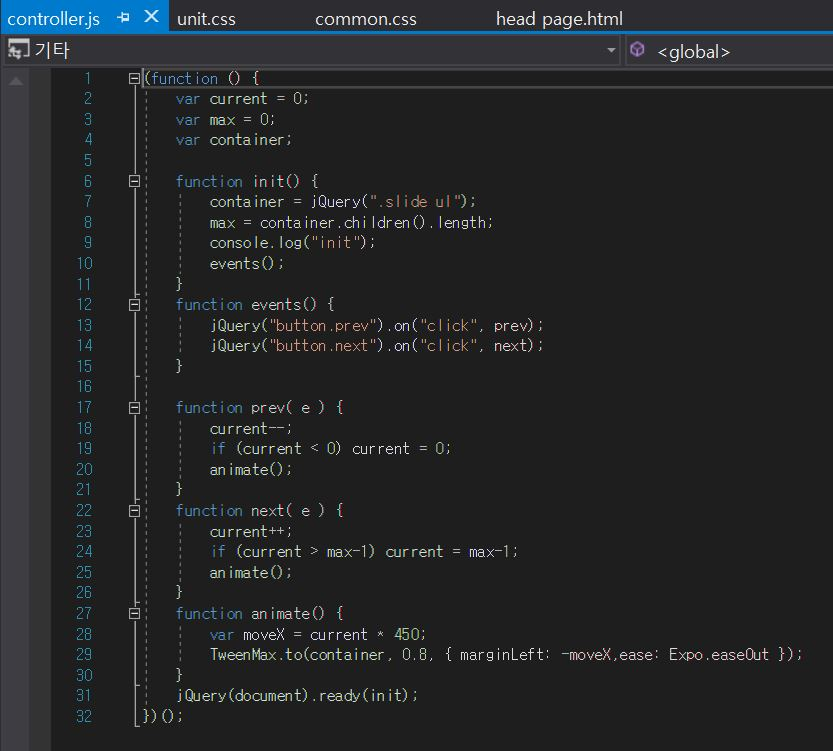 controller.js unit.css common.css head page.html
기타 <global>
1 (function () {
2 var current = 0;
3 var max = 0;
4 var container;
5
6 function init() {
7 container = jQuery(".slide ul");
8 max = container.children().length;
9 console.log("init");
10 events();
11 }
12 function events() {
13 jQuery("button.prev").on("click", prev);
14 jQuery("button.next").on("click", next);
15 }
16
17 function prev( e ) {
18 current--;
19 if (current < 0) current = 0;
20 animate();
21 }
22 function next( e ) {
23 current++;
24 if (current > max-1) current = max-1;
25 animate();
26 }
27 function animate() {
28 var moveX = current * 450;
29 TweenMax.to(container, 0.8, { marginLeft: -moveX,ease: Expo.easeOut });
30 }
31 jQuery(document).ready(init);
32 })();